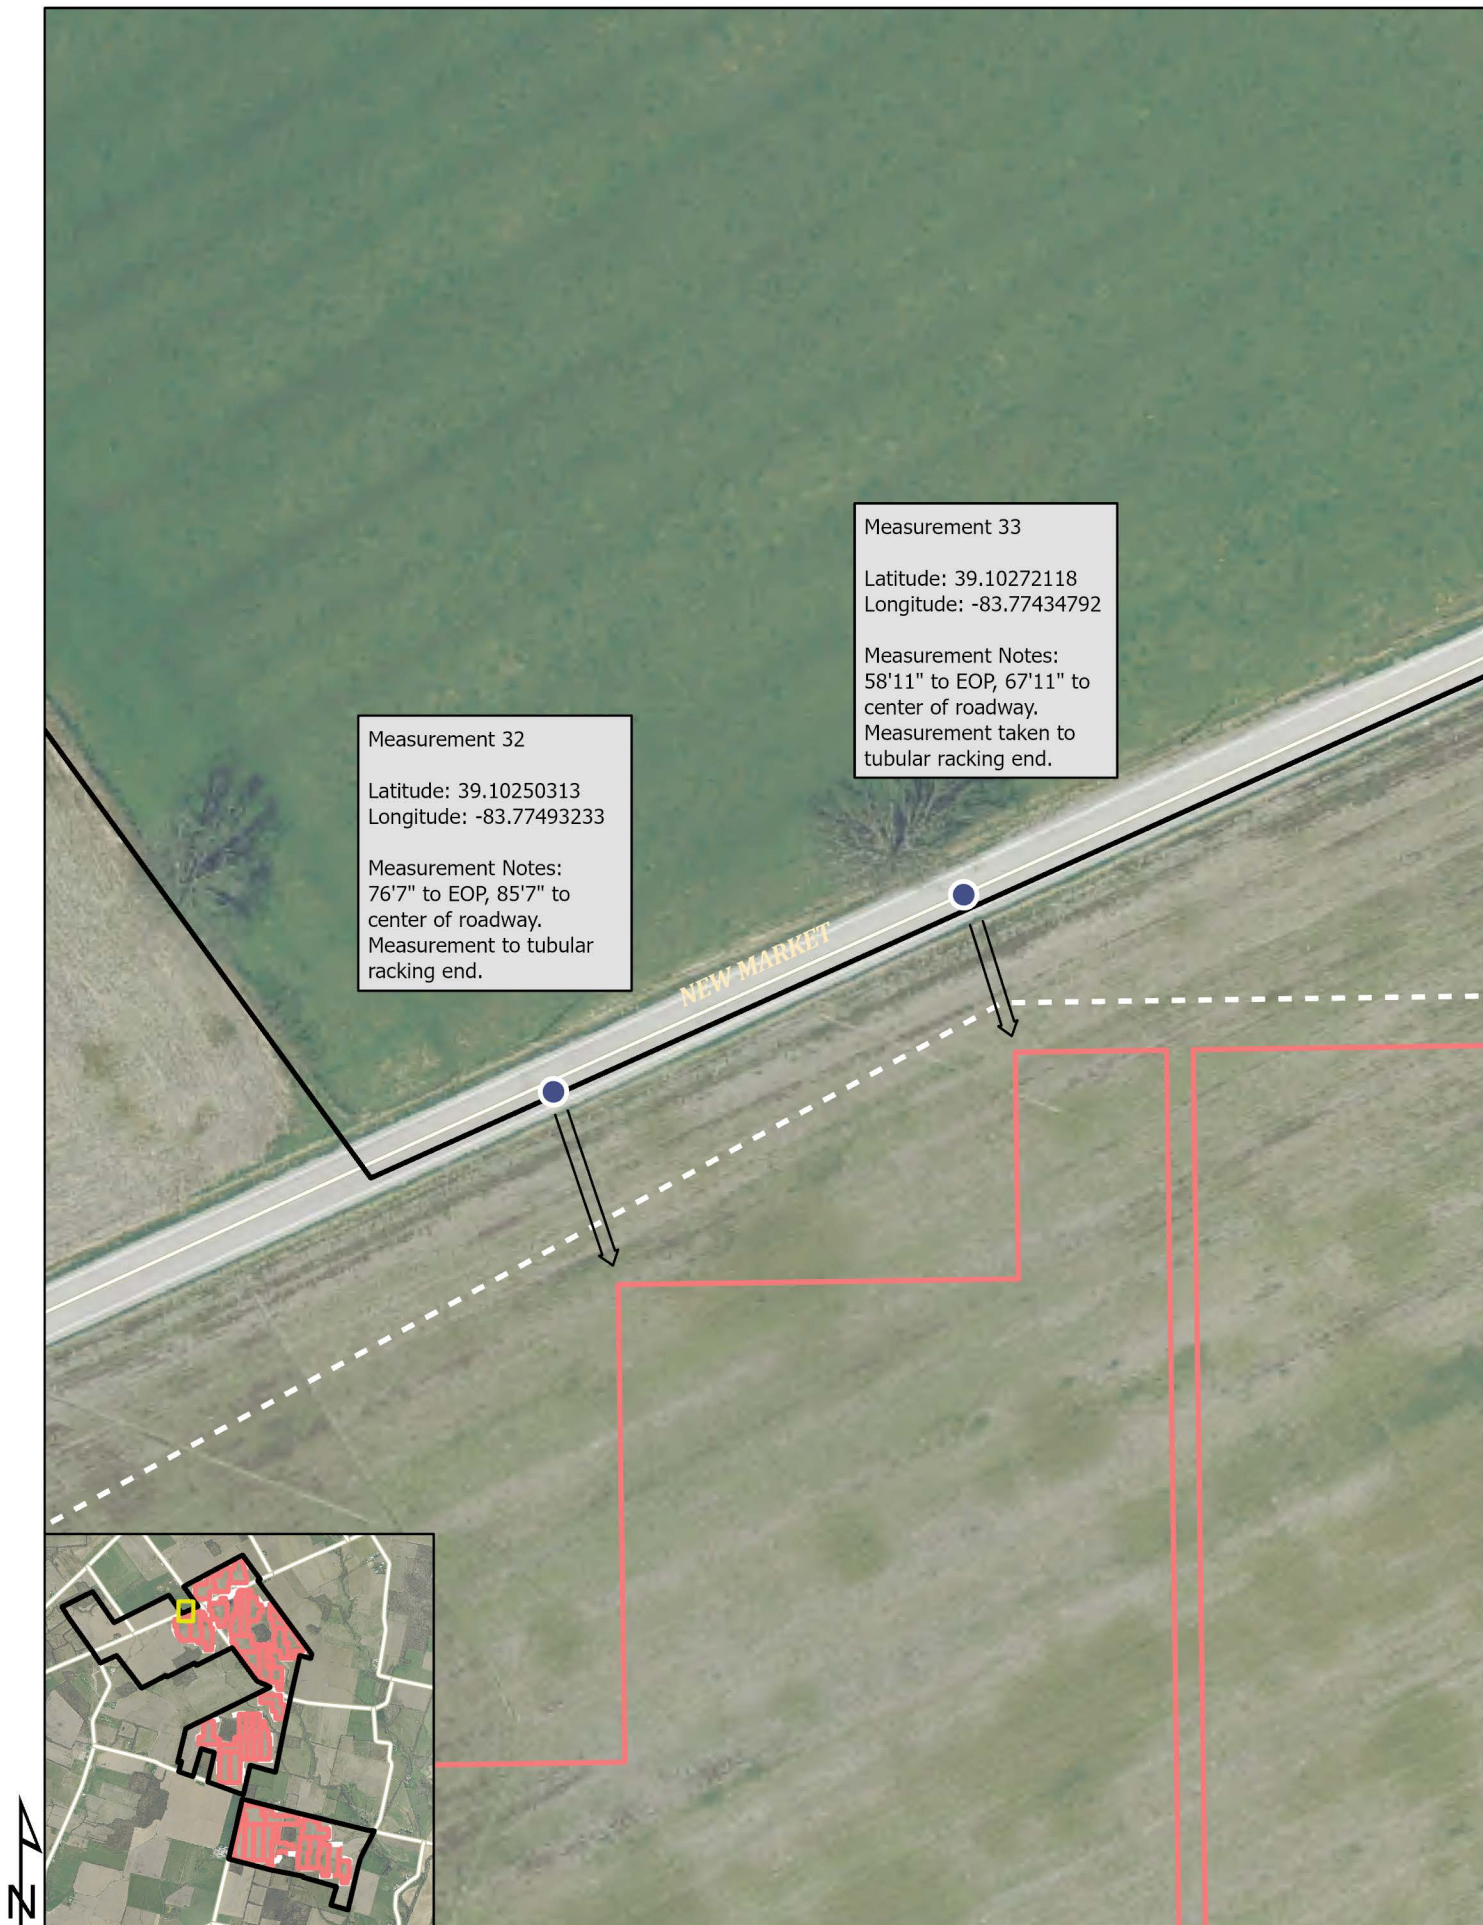 Measurement 33
Latitude: 39.10272118
Longitude: -83.77434792
Measurement Notes:
58'11" to EOP, 67'11" to
center of roadway.
Measurement taken to
tubular racking end.
Measurement 32
Latitude: 39.10250313
Longitude: -83.77493233
Measurement Notes:
76'7" to EOP, 85'7" to
center of roadway.
Measurement to tubular
racking end.
NEW MARKET
N